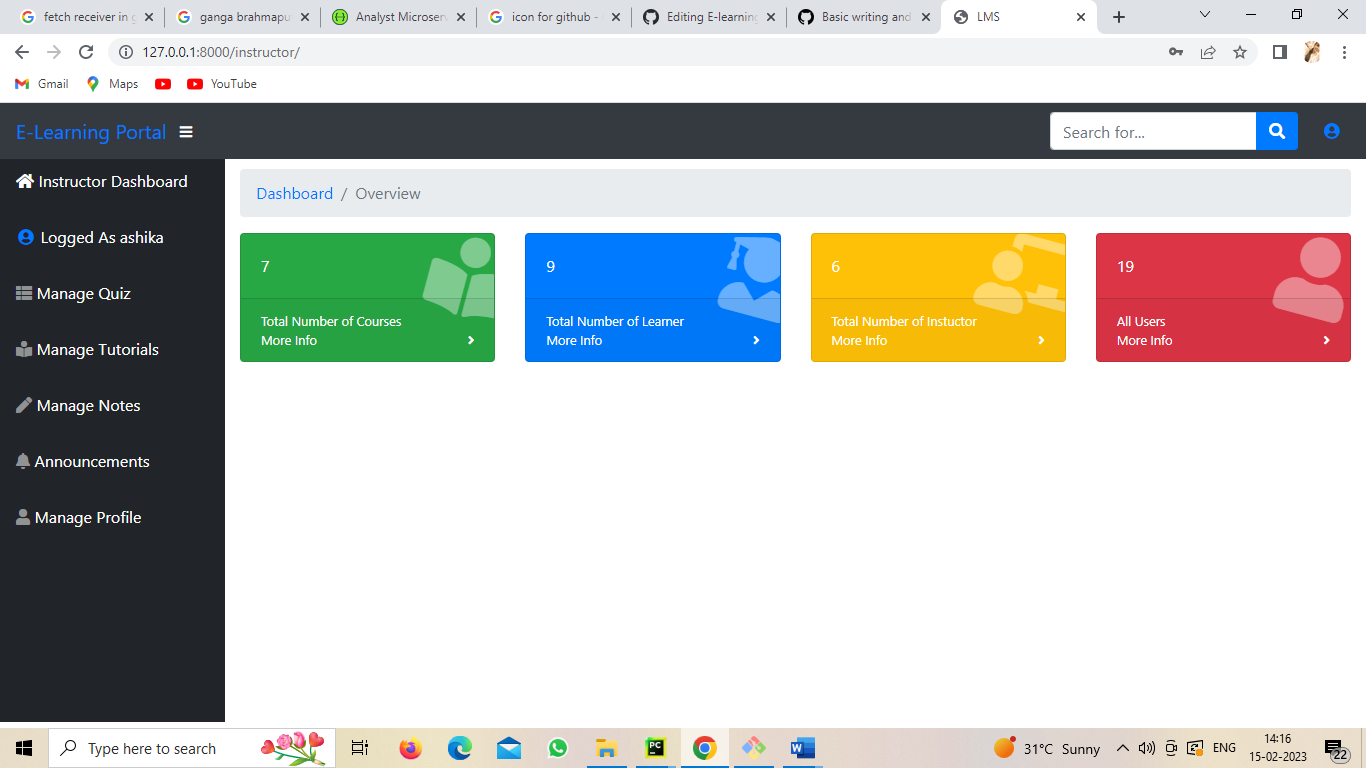 fetch receiver in g
ganga brahmapu
Analyst Microser
icon for github -
Editing E-learning
Basic writing and
LMS
127.0.0.1:8000/instructor/
Gmail
Maps
YouTube
E-Learning Portal
Search for...
Instructor Dashboard
Logged As ashika
Manage Quiz
Manage Tutorials
Manage Notes
Announcements
Manage Profile
Dashboard / Overview
7
Total Number of Courses
More Info
9
Total Number of Learner
More Info
6
Total Number of Instuctor
More Info
19
All Users
More Info
Type here to search
PC
31°C Sunny
ENG
14:16
15-02-2023
22